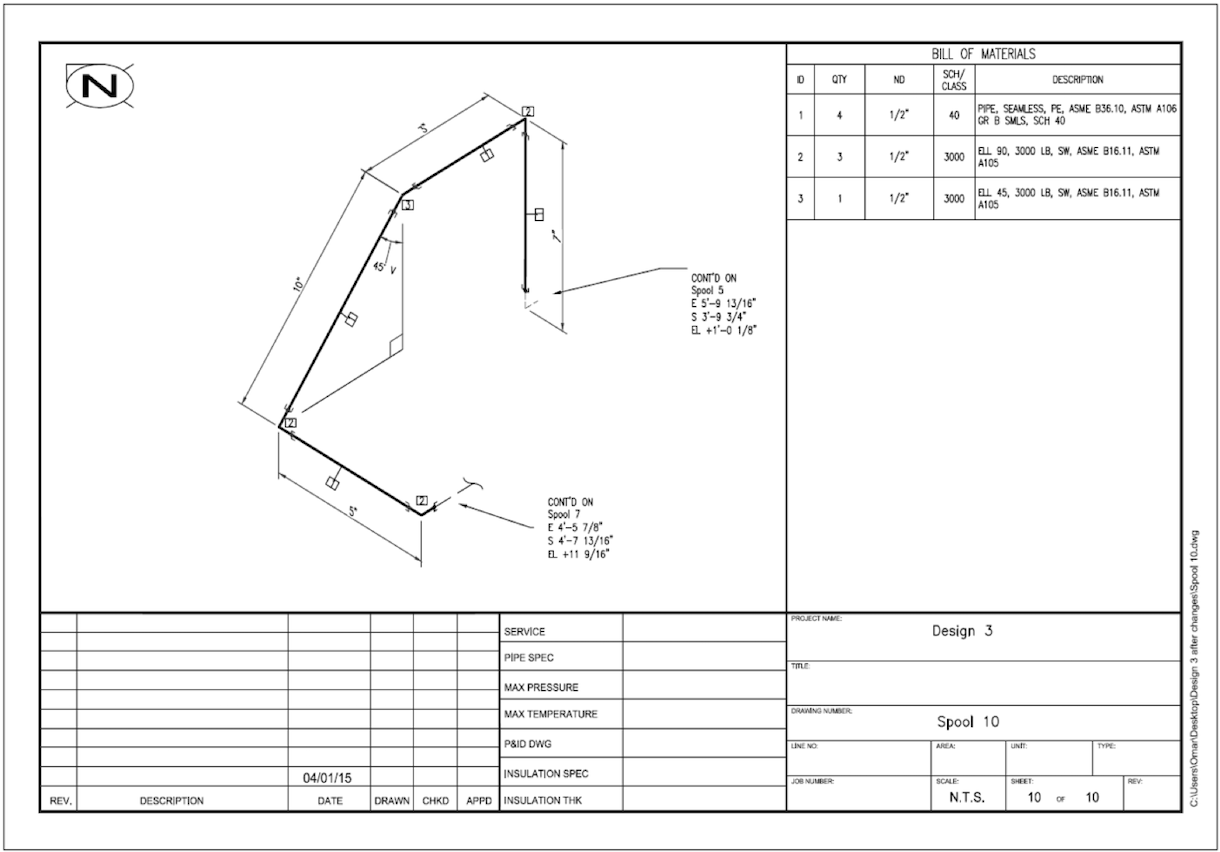 N
2
3"
1
3
1
7"
45° V
10"
1
CONT'D ON
Spool 5
E 5'-9 13/16"
S 3'-9 3/4"
EL +1'-0 1/8"
2
1
2
5"
CONT'D ON
Spool 7
E 4'-5 7/8"
S 4'-7 13/16"
EL +11 9/16"
BILL OF MATERIALS
ID QTY ND SCH/ CLASS DESCRIPTION
1 4 1/2" 40 PIPE, SEAMLESS, PE, ASME B36.10, ASTM A106
GR B SMLS, SCH 40
2 3 1/2" 3000 ELL 90, 3000 LB, SW, ASME B16.11, ASTM
A105
3 1 1/2" 3000 ELL 45, 3000 LB, SW, ASME B16.11, ASTM
A105
SERVICE
PIPE SPEC
MAX PRESSURE
MAX TEMPERATURE
P&ID DWG
INSULATION SPEC
INSULATION THK
04/01/15
REV. DESCRIPTION DATE DRAWN CHKD APPD
PROJECT NAME:
Design 3
TITLE:
DRAWING NUMBER:
Spool 10
LINE NO: AREA: UNIT: TYPE:
JOB NUMBER: SCALE: SHEET: REV:
N.T.S. 10 OF 10
C:\Users\Omar\Desktop\Design 3 after changes\Spool 10.dwg